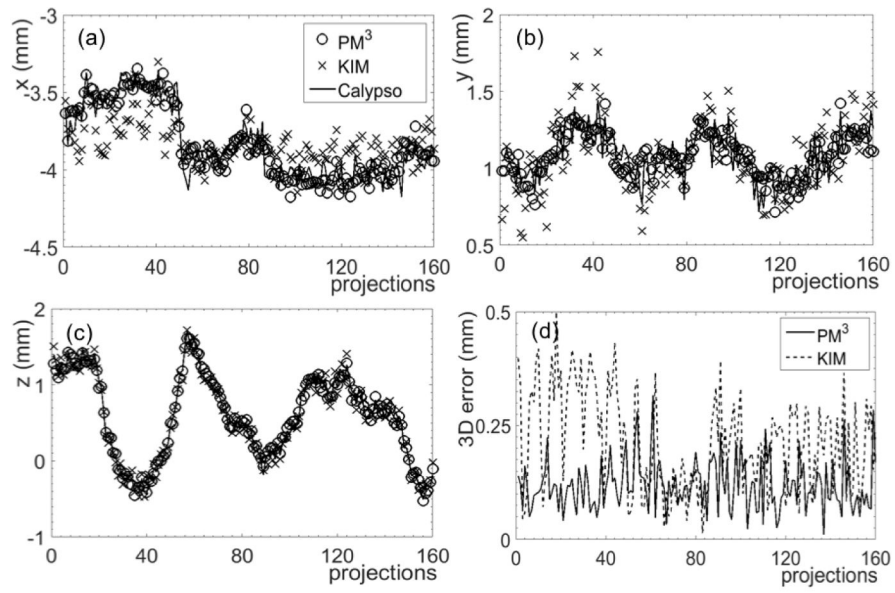 (a)
PM³
KIM
Calypso
x (mm)
-3
-3.5
-4
-4.5
0 40 80 120 160
projections
(b)
y (mm)
2
1.5
1
0.5
0 40 80 120 160
projections
(c)
z (mm)
2
1
0
-1
0 40 80 120 160
projections
(d)
PM³
KIM
3D error (mm)
0.5
0.25
0
0 40 80 120 160
projections